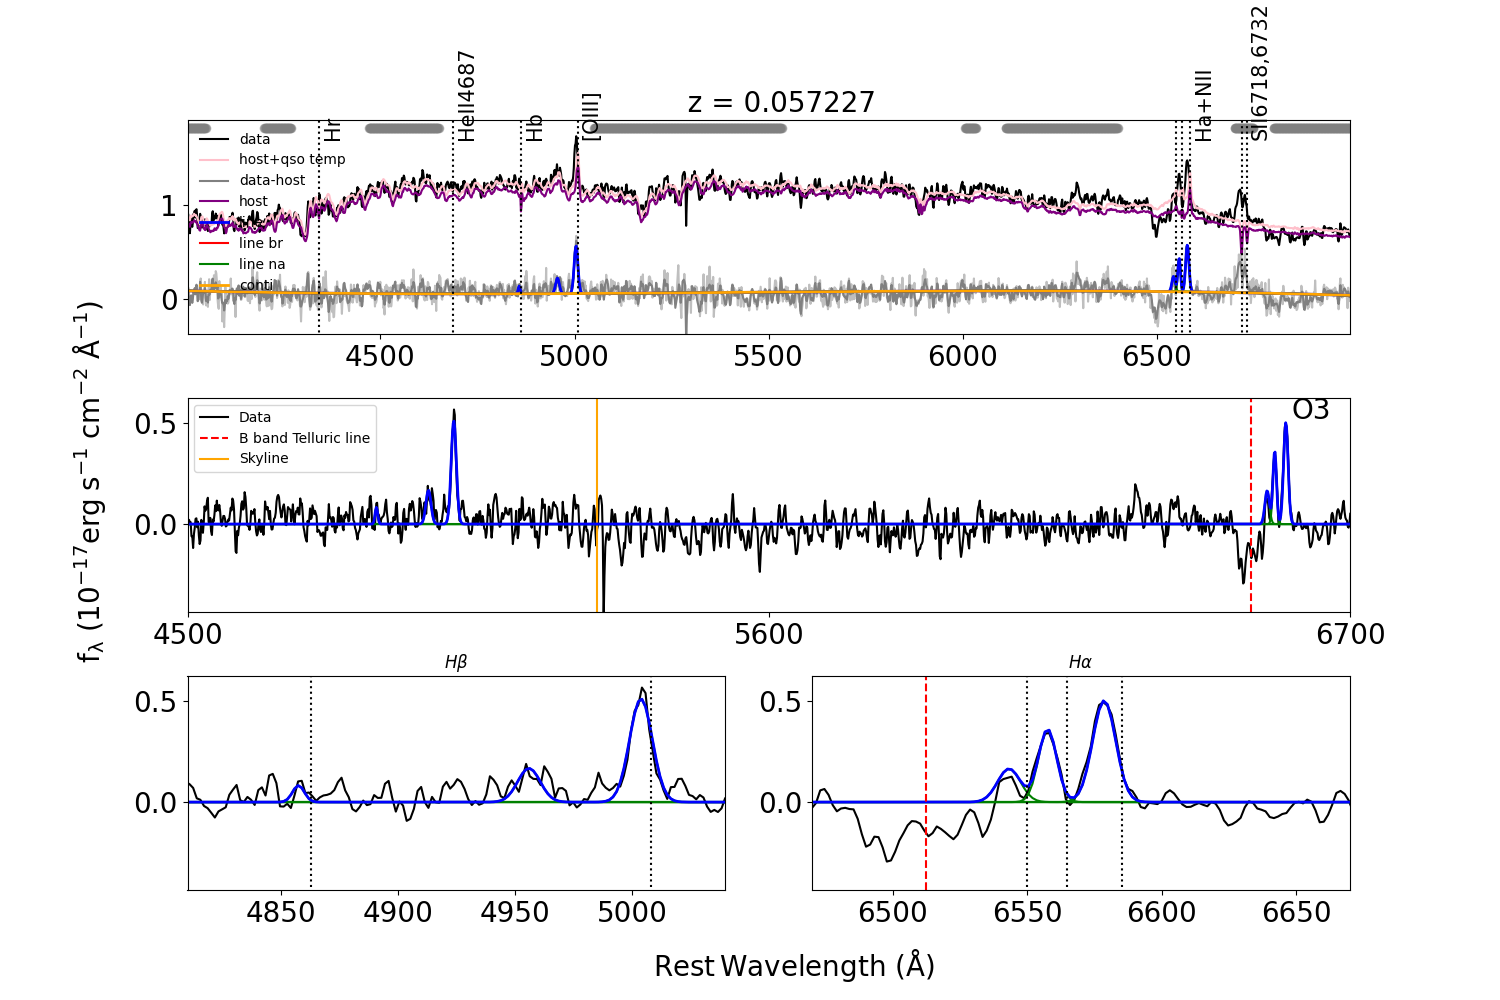 z = 0.057227
Hr
HeII4687
Hb
[OIII]
Ha+NII
SII6718,6732
data
host+qso temp
data-host
host
line br
line na
conti
1
0
4500 5000 5500 6000 6500
fλ (10⁻¹⁷erg s⁻¹ cm⁻² Å⁻¹)
Data
B band Telluric line
Skyline
O3
0.5
0.0
4500 5600 6700
Hβ
0.5
0.0
4850 4900 4950 5000
Hα
0.5
0.0
6500 6550 6600 6650
Rest Wavelength (Å)